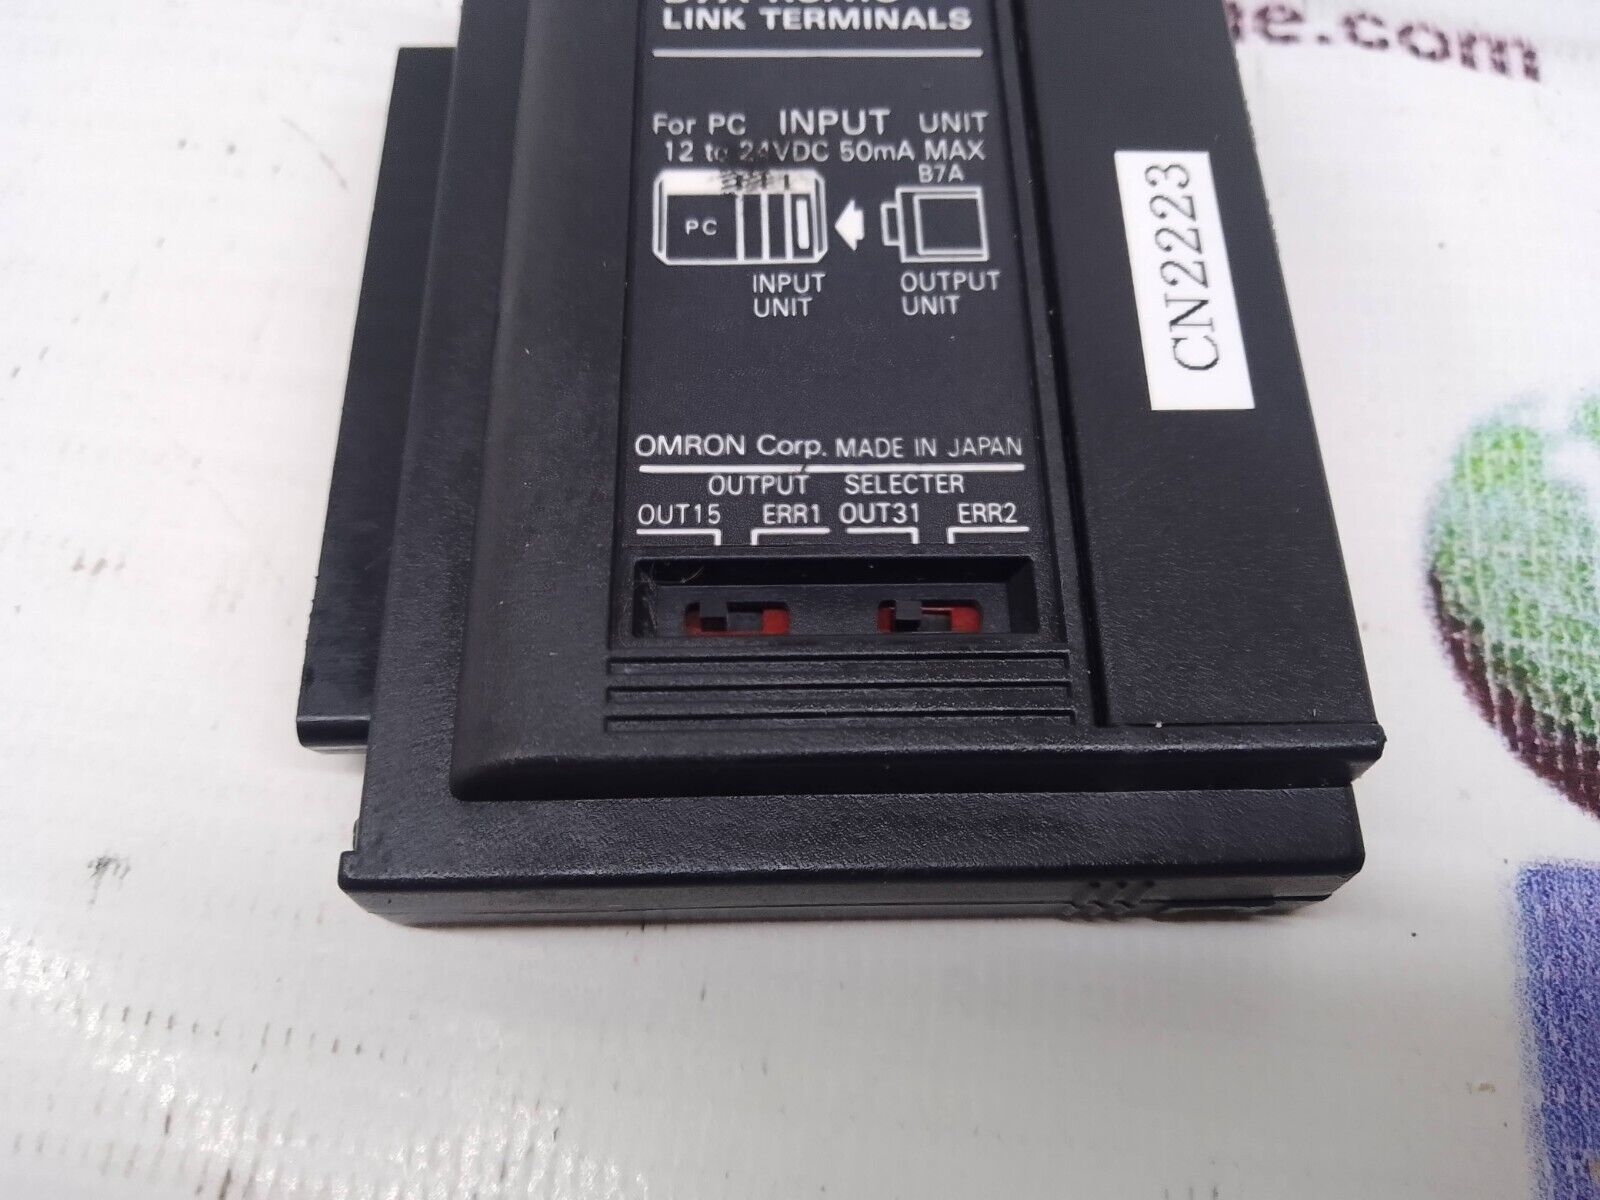 LINK TERMINALS
For PC INPUT UNIT
12 to 24VDC 50mA MAX
B7A
PC
INPUT
UNIT
OUTPUT
UNIT
CN2223
OMRON Corp. MADE IN JAPAN
OUTPUT SELECTER
OUT15 ERR1 OUT31 ERR2